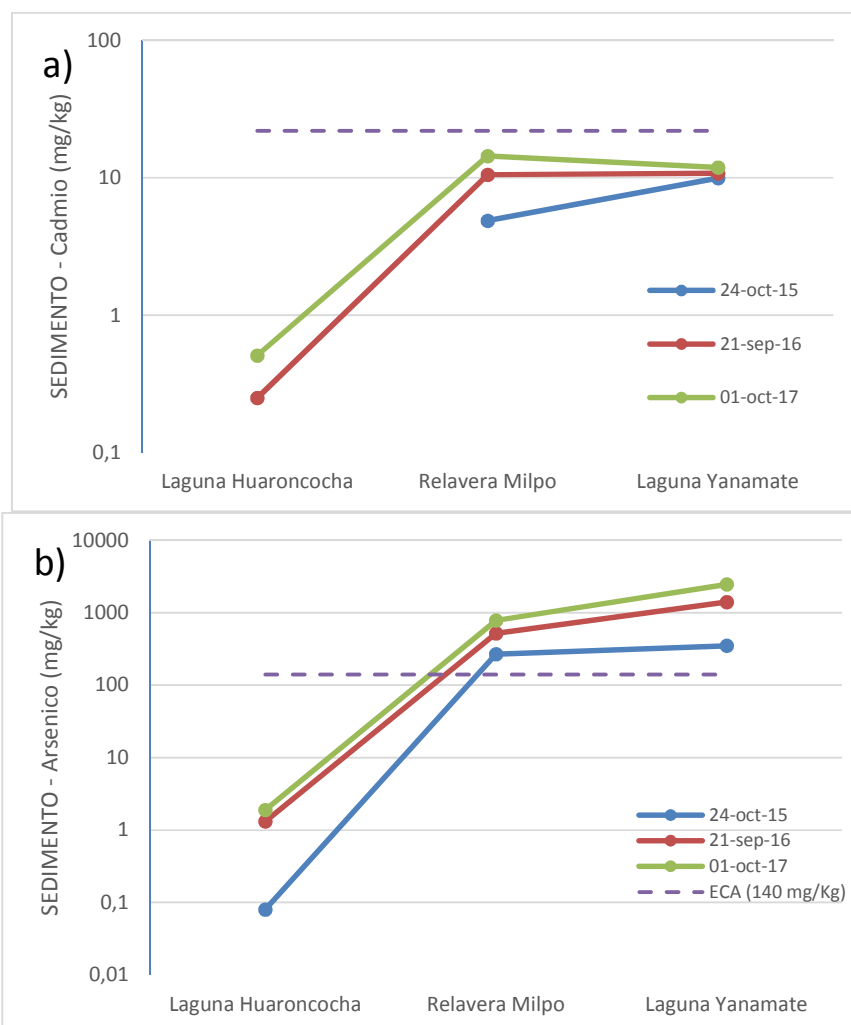 a)
SEDIMENTO - Cadmio (mg/kg)
100
10
1
0,1
24-oct-15
21-sep-16
01-oct-17
Laguna Huaroncocha Relavera Milpo Laguna Yanamate
b)
SEDIMENTO - Arsenico (mg/kg)
10000
1000
100
10
1
0,1
0,01
24-oct-15
21-sep-16
01-oct-17
ECA (140 mg/Kg)
Laguna Huaroncocha Relavera Milpo Laguna Yanamate